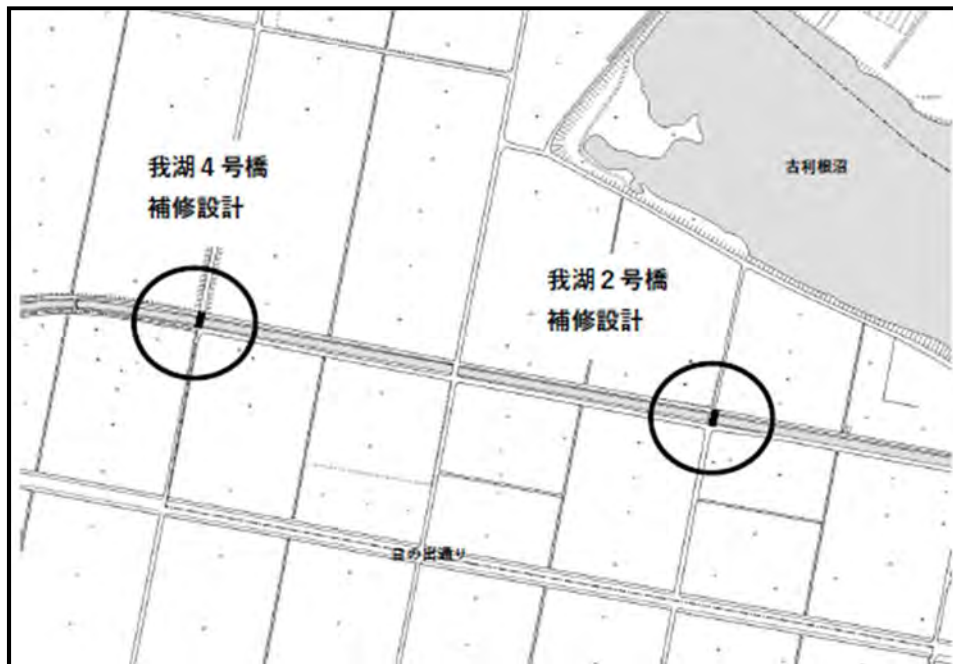 古利根沼
我湖４号橋
補修設計
我湖２号橋
補修設計
日の出通り